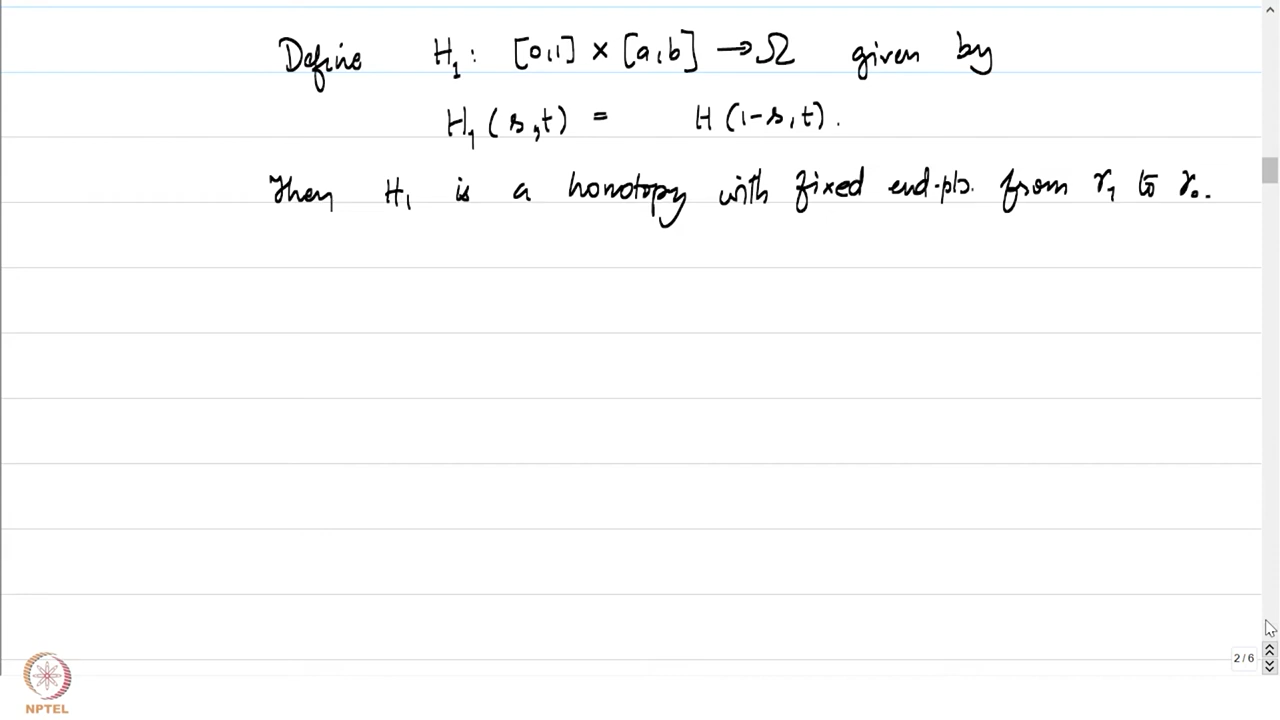 Define H₁ : [0,1] × [a,b] → Ω given by
H₁(s,t) = H(1-s,t).
Then H₁ is a homotopy with fixed end-pts. from γ₁ to γ₀.
2/6
NPTEL